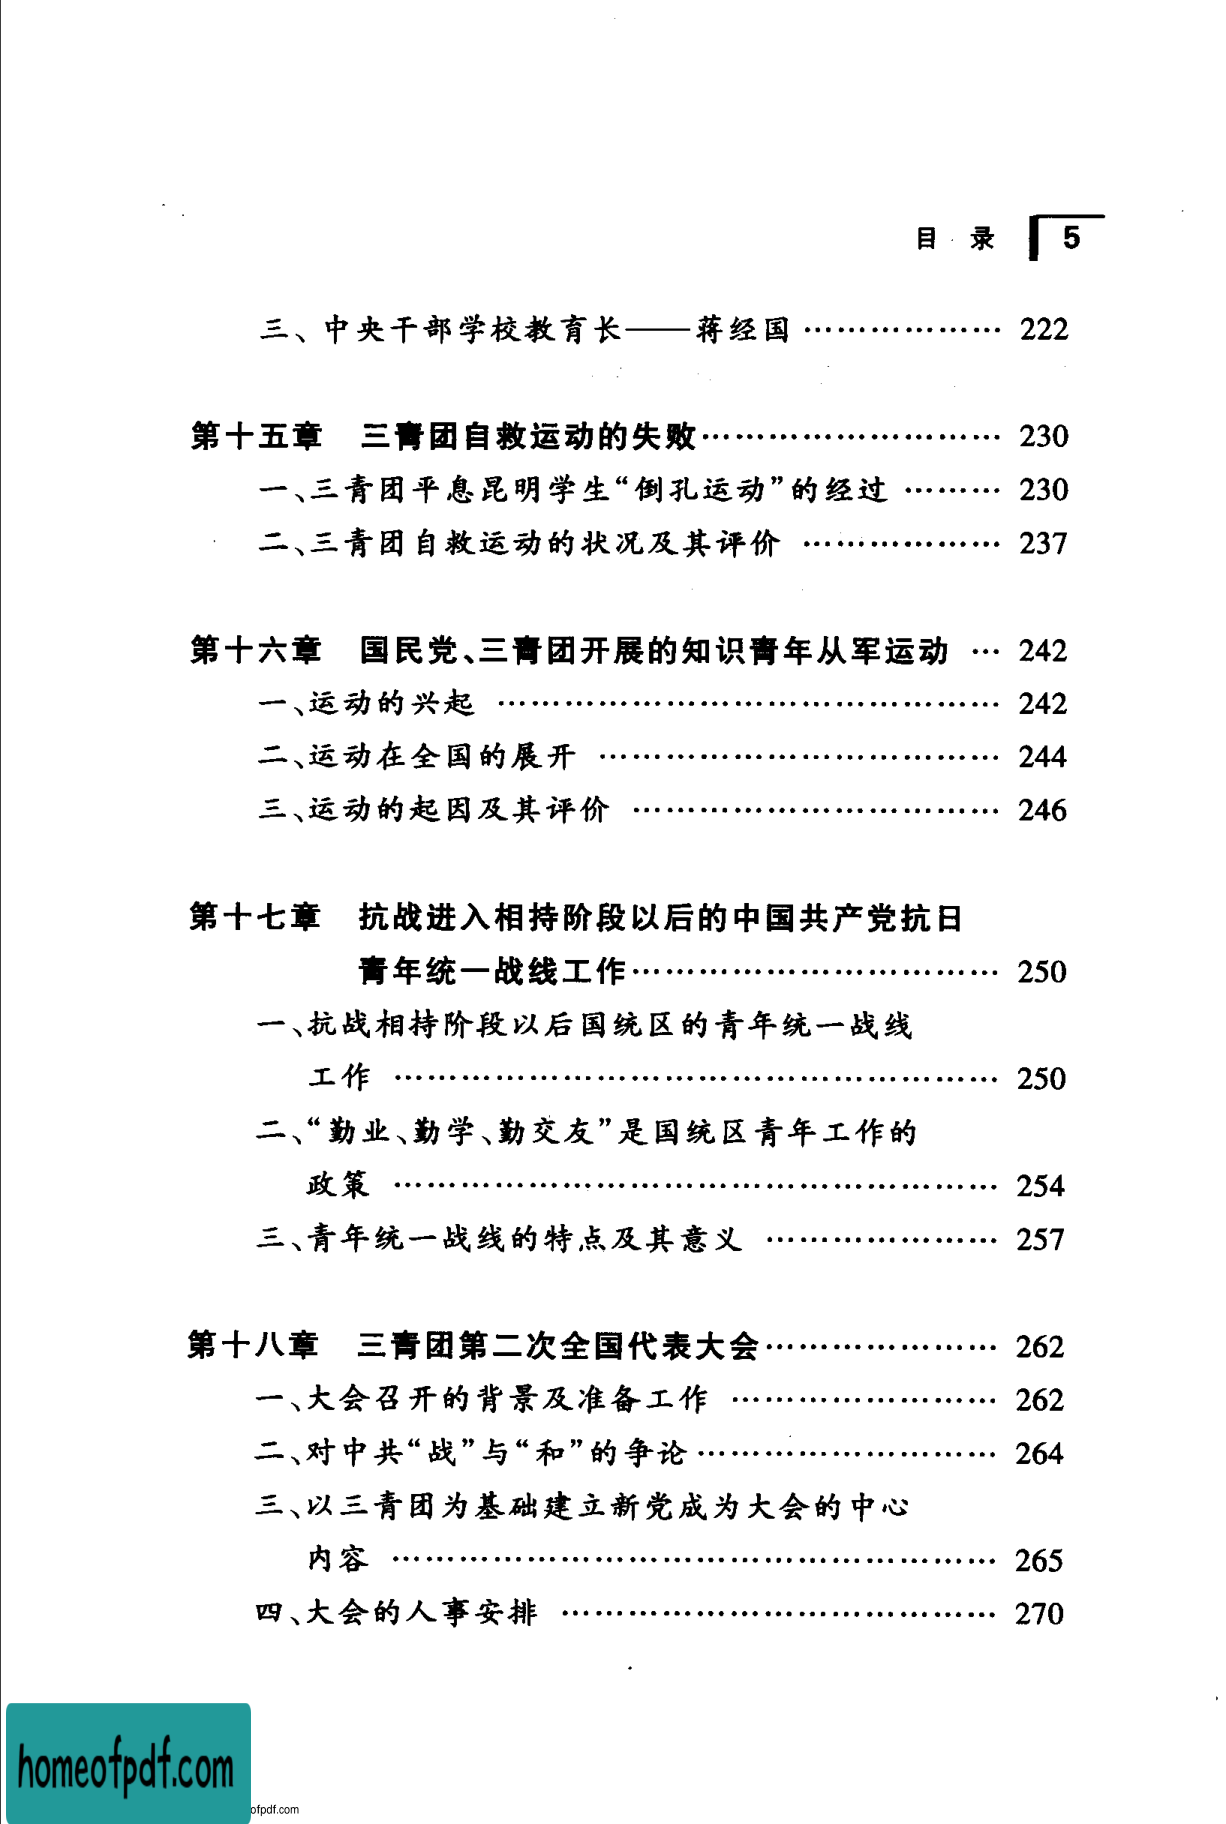 目 录 5
三、中央干部学校教育长——蒋经国 ……………… 222
第十五章 三青团自救运动的失败……………………… 230
一、三青团平息昆明学生“倒孔运动”的经过 ……… 230
二、三青团自救运动的状况及其评价 ……………… 237
第十六章 国民党、三青团开展的知识青年从军运动 … 242
一、运动的兴起 ……………………………………… 242
二、运动在全国的展开 ……………………………… 244
三、运动的起因及其评价 …………………………… 246
第十七章 抗战进入相持阶段以后的中国共产党抗日
青年统一战线工作…………………………… 250
一、抗战相持阶段以后国统区的青年统一战线
工作 ……………………………………………… 250
二、“勤业、勤学、勤交友”是国统区青年工作的
政策 ……………………………………………… 254
三、青年统一战线的特点及其意义 ………………… 257
第十八章 三青团第二次全国代表大会………………… 262
一、大会召开的背景及准备工作 …………………… 262
二、对中共“战”与“和”的争论……………………… 264
三、以三青团为基础建立新党成为大会的中心
内容 ……………………………………………… 265
四、大会的人事安排 ………………………………… 270
homeofpdf.com
ofpdf.com